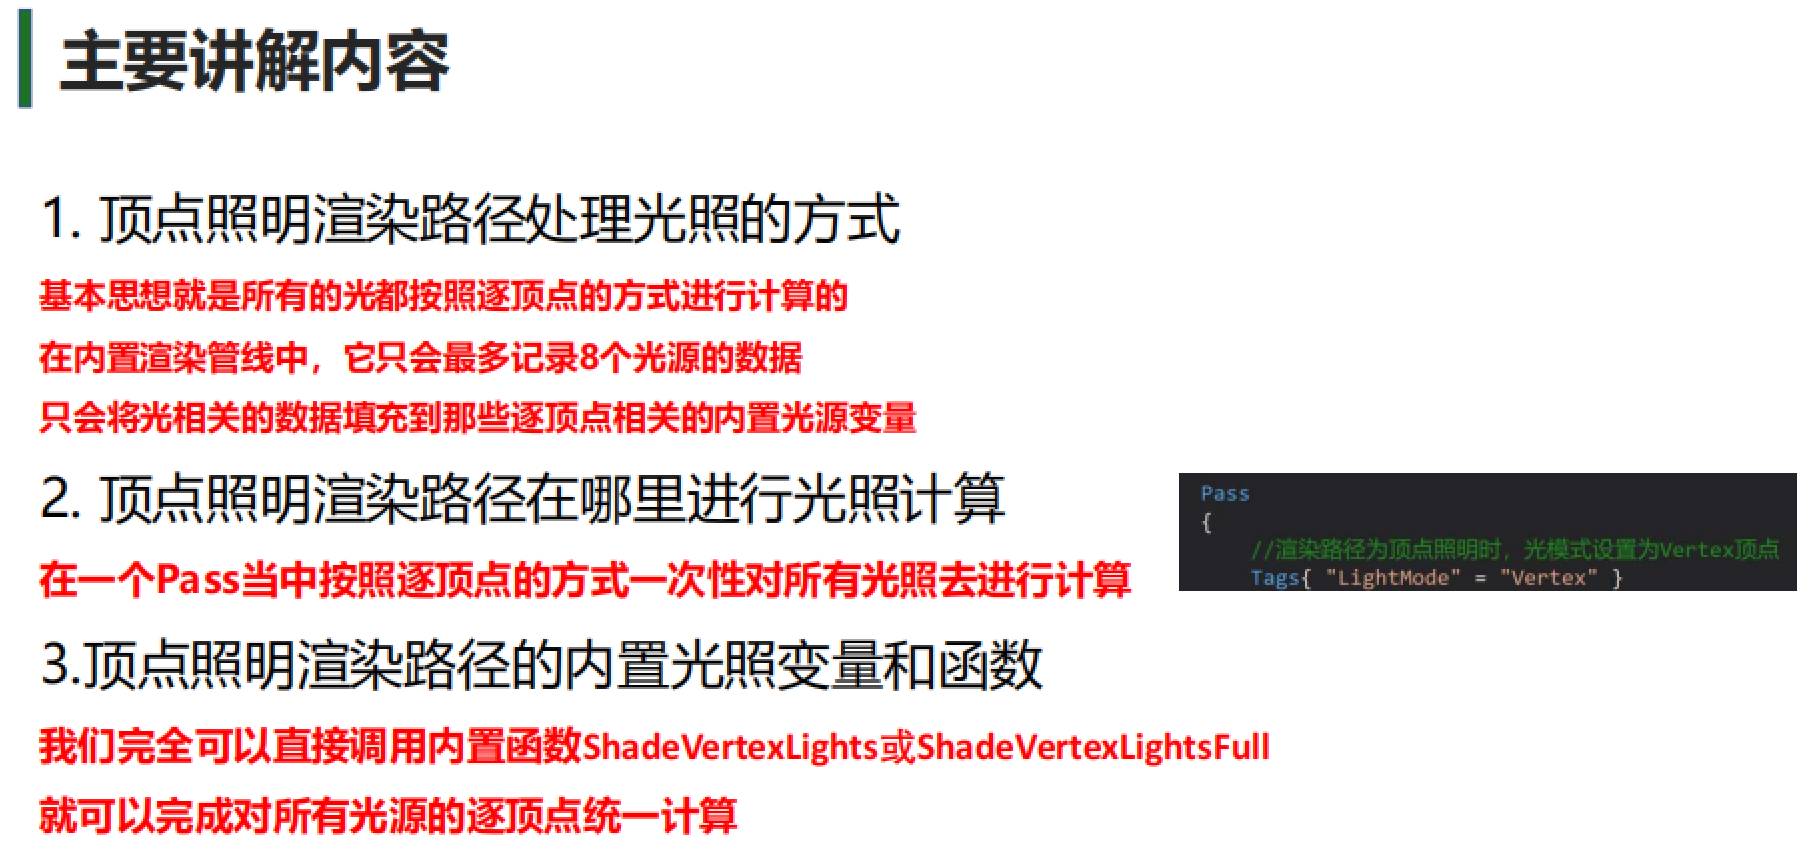 主要讲解内容
1. 顶点照明渲染路径处理光照的方式
基本思想就是所有的光都按照逐顶点的方式进行计算的
在内置渲染管线中，它只会最多记录8个光源的数据
只会将光相关的数据填充到那些逐顶点相关的内置光源变量
2. 顶点照明渲染路径在哪里进行光照计算
在一个Pass当中按照逐顶点的方式一次性对所有光照去进行计算
Pass
{
//渲染路径为顶点照明时，光模式设置为Vertex顶点
Tags{ "LightMode" = "Vertex" }
3.顶点照明渲染路径的内置光照变量和函数
我们完全可以直接调用内置函数ShadeVertexLights或ShadeVertexLightsFull
就可以完成对所有光源的逐顶点统一计算